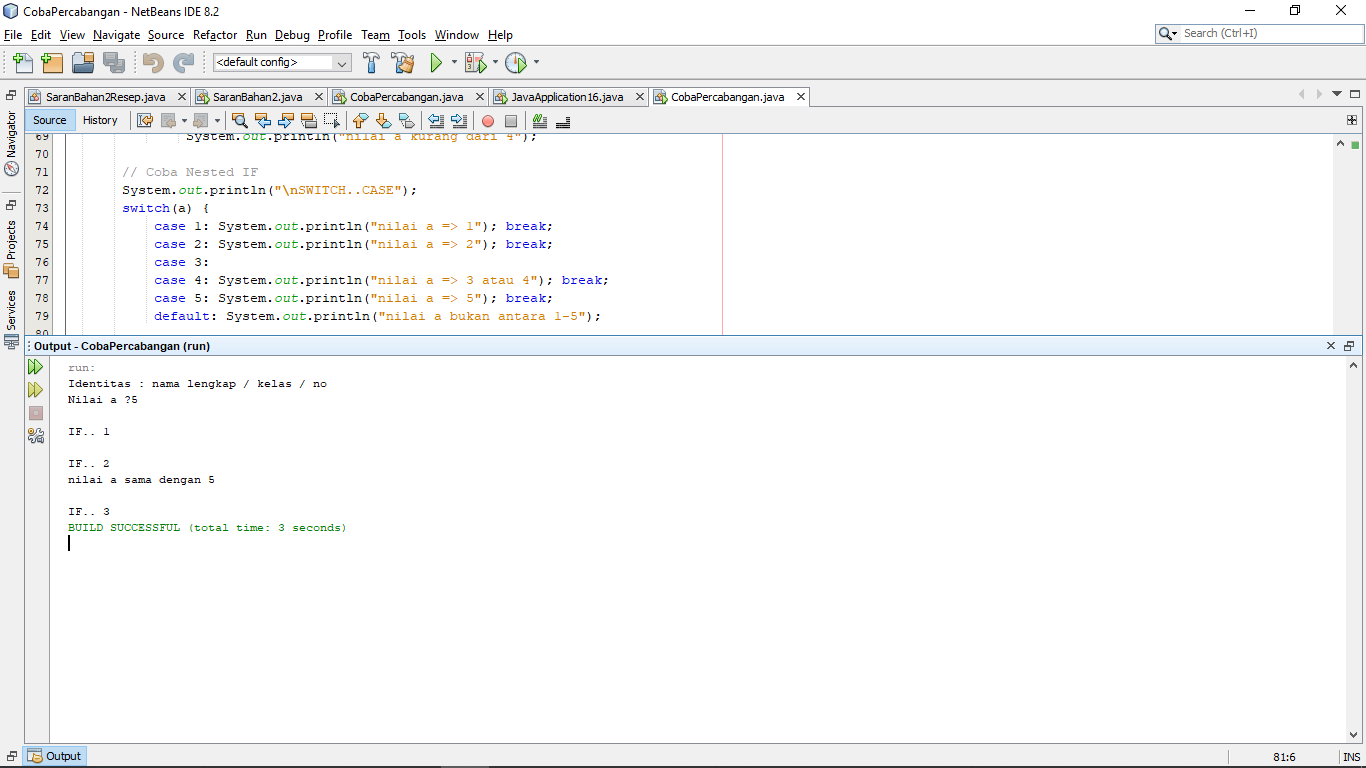 CobaPercabangan - NetBeans IDE 8.2
File Edit View Navigate Source Refactor Run Debug Profile Team Tools Window Help
Search (Ctrl+I)
<default config>
SaranBahan2Resep.java SaranBahan2.java CobaPercabangan.java JavaApplication16.java CobaPercabangan.java
Navigator
Projects
Services
Source History
69 System.out.println("nilai a kurang dari 4");
70
71 // Coba Nested IF
72 System.out.println("\nSWITCH..CASE");
73 switch(a) {
74 case 1: System.out.println("nilai a => 1"); break;
75 case 2: System.out.println("nilai a => 2"); break;
76 case 3:
77 case 4: System.out.println("nilai a => 3 atau 4"); break;
78 case 5: System.out.println("nilai a => 5"); break;
79 default: System.out.println("nilai a bukan antara 1-5");
80
Output - CobaPercabangan (run)
run:
Identitas : nama lengkap / kelas / no
Nilai a ?5
IF.. 1
IF.. 2
nilai a sama dengan 5
IF.. 3
BUILD SUCCESSFUL (total time: 3 seconds)
Output
81:6 INS